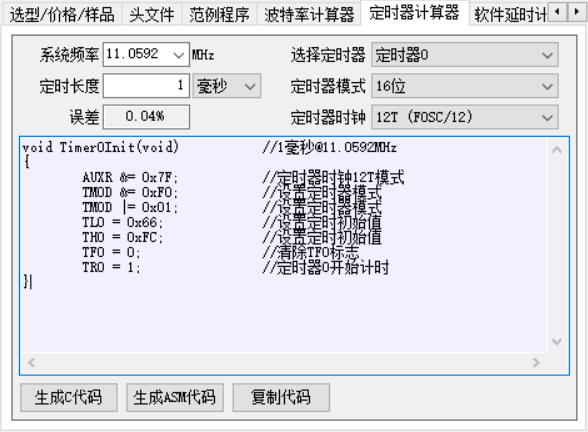 选型/价格/样品 头文件 范例程序 波特率计算器 定时器计算器 软件延时计
系统频率 11.0592 MHz 选择定时器 定时器0
定时长度 1 毫秒 定时器模式 16位
误差 0.04% 定时器时钟 12T (FOSC/12)
void Timer0Init(void) //1毫秒@11.0592MHz
{
AUXR &= 0x7F; //定时器时钟12T模式
TMOD &= 0xF0; //设置定时器模式
TMOD |= 0x01; //设置定时器模式
TL0 = 0x66; //设置定时初始值
TH0 = 0xFC; //设置定时初始值
TF0 = 0; //清除TF0标志
TR0 = 1; //定时器0开始计时
}
生成C代码 生成ASM代码 复制代码